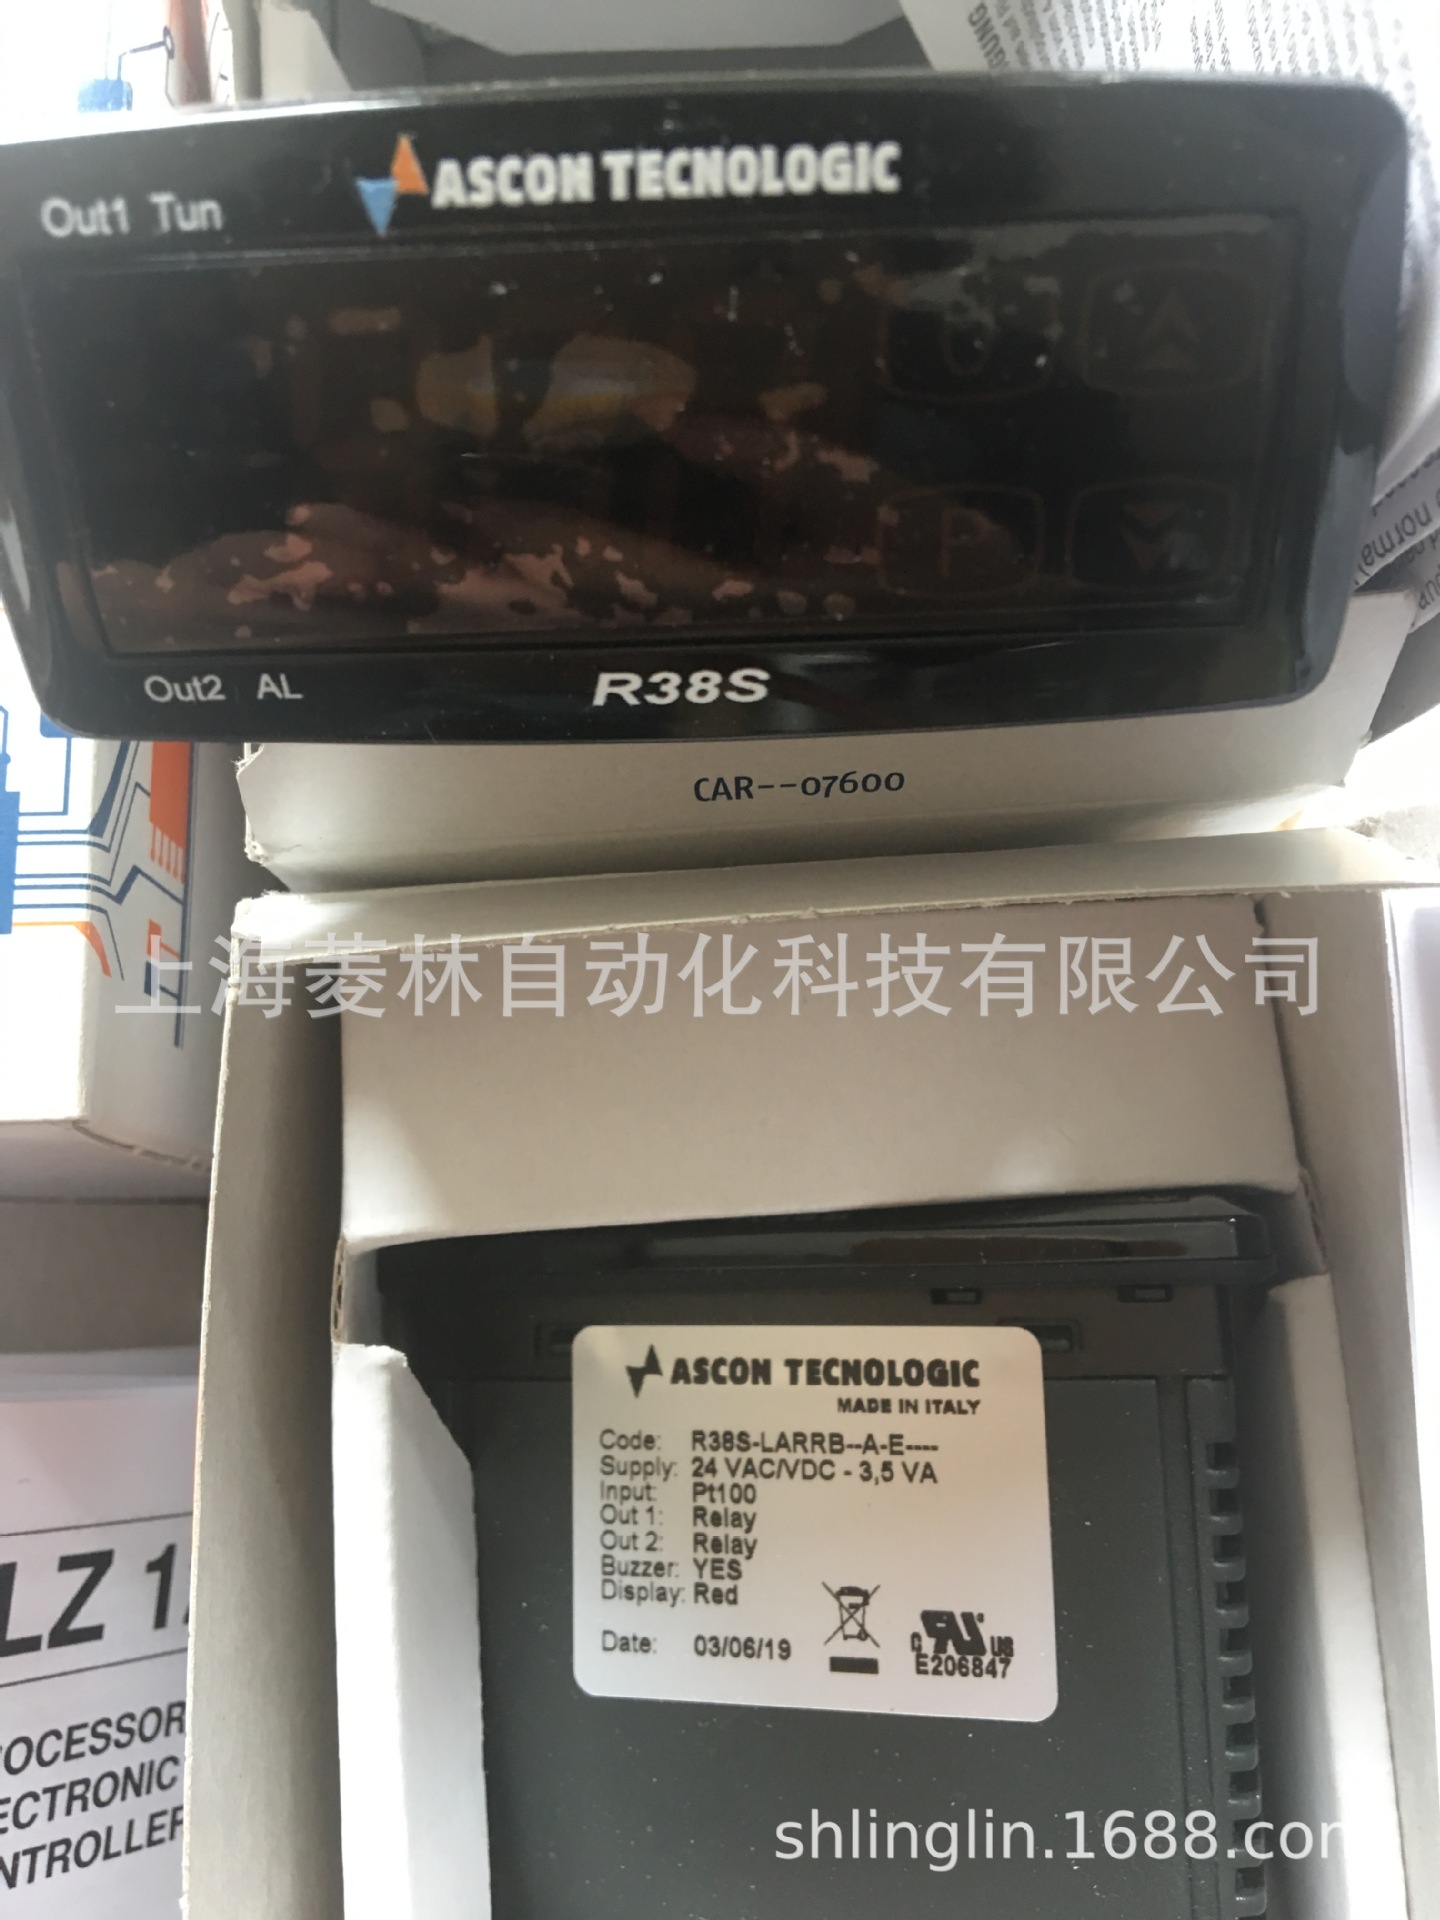 GUNG
ASCON TECNOLOGIC
Out1 Tun
P
Out2 AL
R38S
CAR--07600
上海菱林自动化科技有限公司
ASCON TECNOLOGIC
MADE IN ITALY
Code: R38S-LARRB--A-E----
Supply: 24 VAC/VDC - 3,5 VA
Input: Pt100
Out 1: Relay
Out 2: Relay
Buzzer: YES
Display: Red
Date: 03/06/19
c RU US
E206847
LZ 1
OCESSOR
ECTRONIC
NTROLLER
shlinglin.1688.com